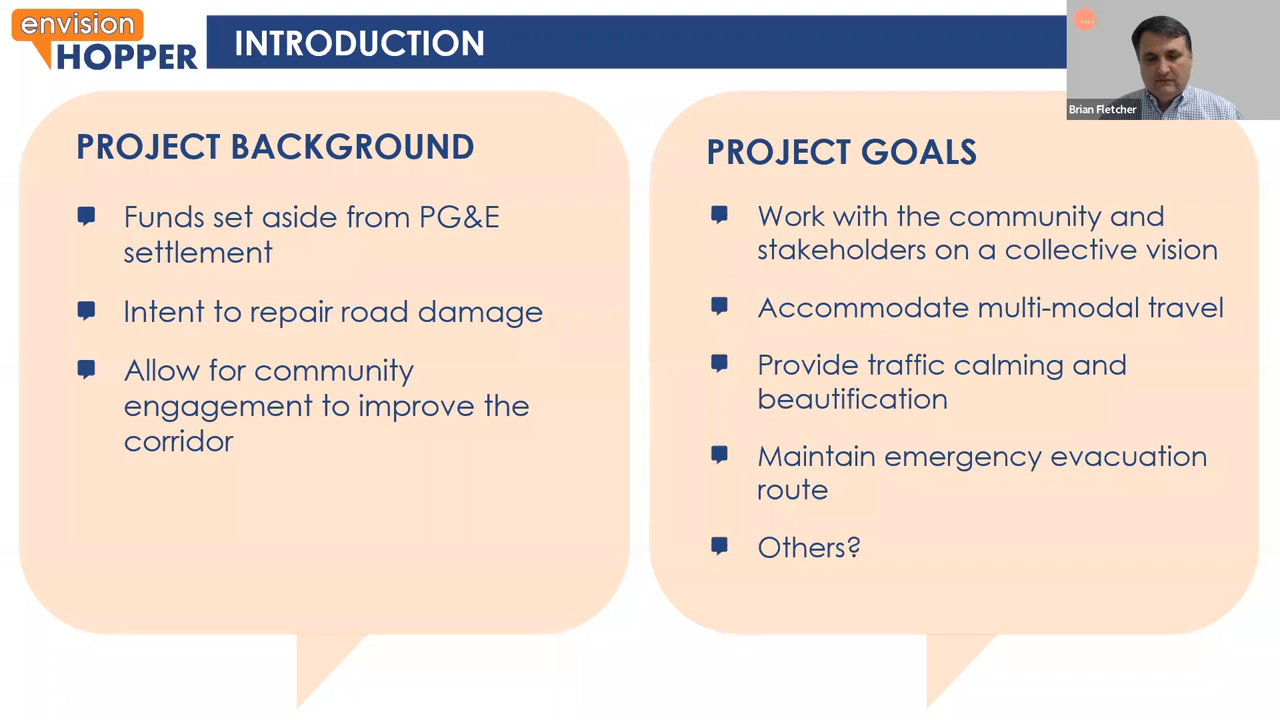 envision
HOPPER
INTRODUCTION
Brian Fletcher
PROJECT BACKGROUND
Funds set aside from PG&E
settlement
Intent to repair road damage
Allow for community
engagement to improve the
corridor
PROJECT GOALS
Work with the community and
stakeholders on a collective vision
Accommodate multi-modal travel
Provide traffic calming and
beautification
Maintain emergency evacuation
route
Others?